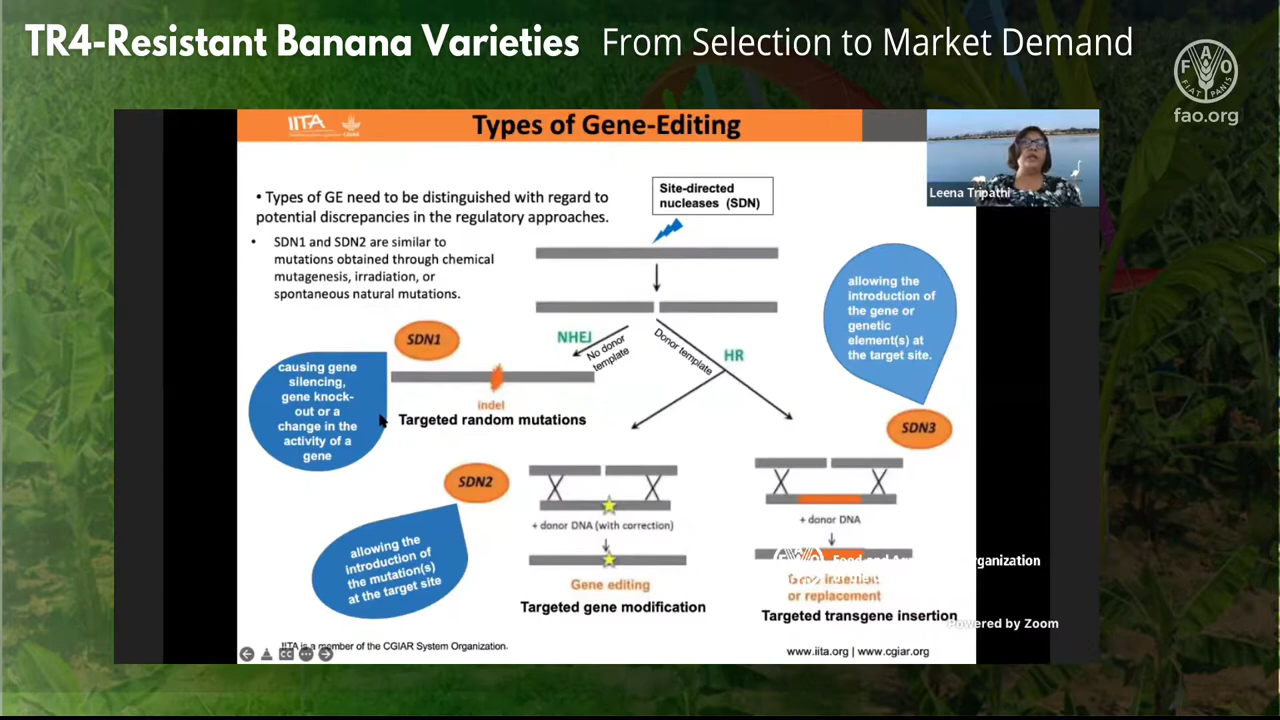 TR4-Resistant Banana Varieties From Selection to Market Demand
F A O
FIAT PANIS
fao.org
IITA
CGIAR
Types of Gene-Editing
Leena Tripathi
• Types of GE need to be distinguished with regard to
potential discrepancies in the regulatory approaches.
• SDN1 and SDN2 are similar to
mutations obtained through chemical
mutagenesis, irradiation, or
spontaneous natural mutations.
Site-directed
nucleases (SDN)
NHEJ
No donor
template
Donor template
HR
SDN1
causing gene
silencing,
gene knock-
out or a
change in the
activity of a
gene
indel
Targeted random mutations
allowing the
introduction of
the gene or
genetic
element(s) at
the target site.
SDN3
SDN2
allowing the
introduction of
the mutation(s)
at the target site
+ donor DNA (with correction)
Gene editing
Targeted gene modification
+ donor DNA
or replacement
Targeted transgene insertion
Powered by Zoom
IITA is a member of the CGIAR System Organization.
www.iita.org | www.cgiar.org